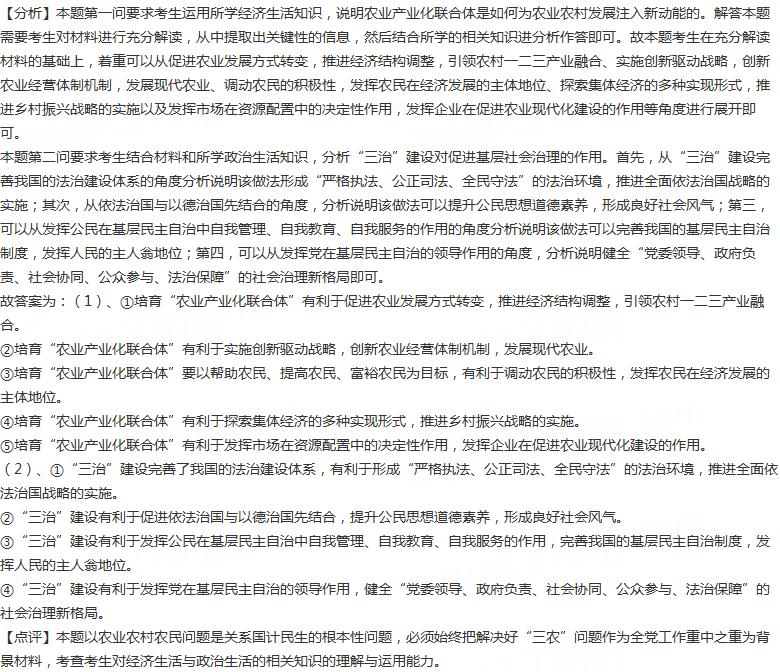 【分析】本题第一问要求考生运用所学经济生活知识，说明农业产业化联合体是如何为农业农村发展注入新动能的。解答本题
需要考生对材料进行充分解读，从中提取出关键性的信息，然后结合所学的相关知识进行分析作答即可。故本题考生在充分解读
材料的基础上，着重可以从促进农业发展方式转变，推进经济结构调整，引领农村一二三产业融合、实施创新驱动战略，创新
农业经营体制机制，发展现代农业、调动农民的积极性，发挥农民在经济发展的主体地位、探索集体经济的多种实现形式，推
进乡村振兴战略的实施以及发挥市场在资源配置中的决定性作用，发挥企业在促进农业现代化建设的作用等角度进行展开即
可。
本题第二问要求考生结合材料和所学政治生活知识，分析“三治”建设对促进基层社会治理的作用。首先，从“三治”建设完
善我国的法治建设体系的角度分析说明该做法形成“严格执法、公正司法、全民守法”的法治环境，推进全面依法治国战略的
实施；其次，从依法治国与以德治国先结合的角度，分析说明该做法可以提升公民思想道德素养，形成良好社会风气；第三，
可以从发挥公民在基层民主自治中自我管理、自我教育、自我服务的作用的角度分析说明该做法可以完善我国的基层民主自治
制度，发挥人民的主人翁地位；第四，可以从发挥党在基层民主自治的领导作用的角度，分析说明健全“党委领导、政府负
责、社会协同、公众参与、法治保障”的社会治理新格局即可。
故答案为：（1）、①培育“农业产业化联合体”有利于促进农业发展方式转变，推进经济结构调整，引领农村一二三产业融
合。
②培育“农业产业化联合体”有利于实施创新驱动战略，创新农业经营体制机制，发展现代农业。
③培育“农业产业化联合体”要以帮助农民、提高农民、富裕农民为目标，有利于调动农民的积极性，发挥农民在经济发展的
主体地位。
④培育“农业产业化联合体”有利于探索集体经济的多种实现形式，推进乡村振兴战略的实施。
⑤培育“农业产业化联合体”有利于发挥市场在资源配置中的决定性作用，发挥企业在促进农业现代化建设的作用。
（2）、①“三治”建设完善了我国的法治建设体系，有利于形成“严格执法、公正司法、全民守法”的法治环境，推进全面依
法治国战略的实施。
②“三治”建设有利于促进依法治国与以德治国先结合，提升公民思想道德素养，形成良好社会风气。
③“三治”建设有利于发挥公民在基层民主自治中自我管理、自我教育、自我服务的作用，完善我国的基层民主自治制度，发
挥人民的主人翁地位。
④“三治”建设有利于发挥党在基层民主自治的领导作用，健全“党委领导、政府负责、社会协同、公众参与、法治保障”的
社会治理新格局。
【点评】本题以农业农村农民问题是关系国计民生的根本性问题，必须始终把解决好“三农”问题作为全党工作重中之重为背
景材料，考查考生对经济生活与政治生活的相关知识的理解与运用能力。